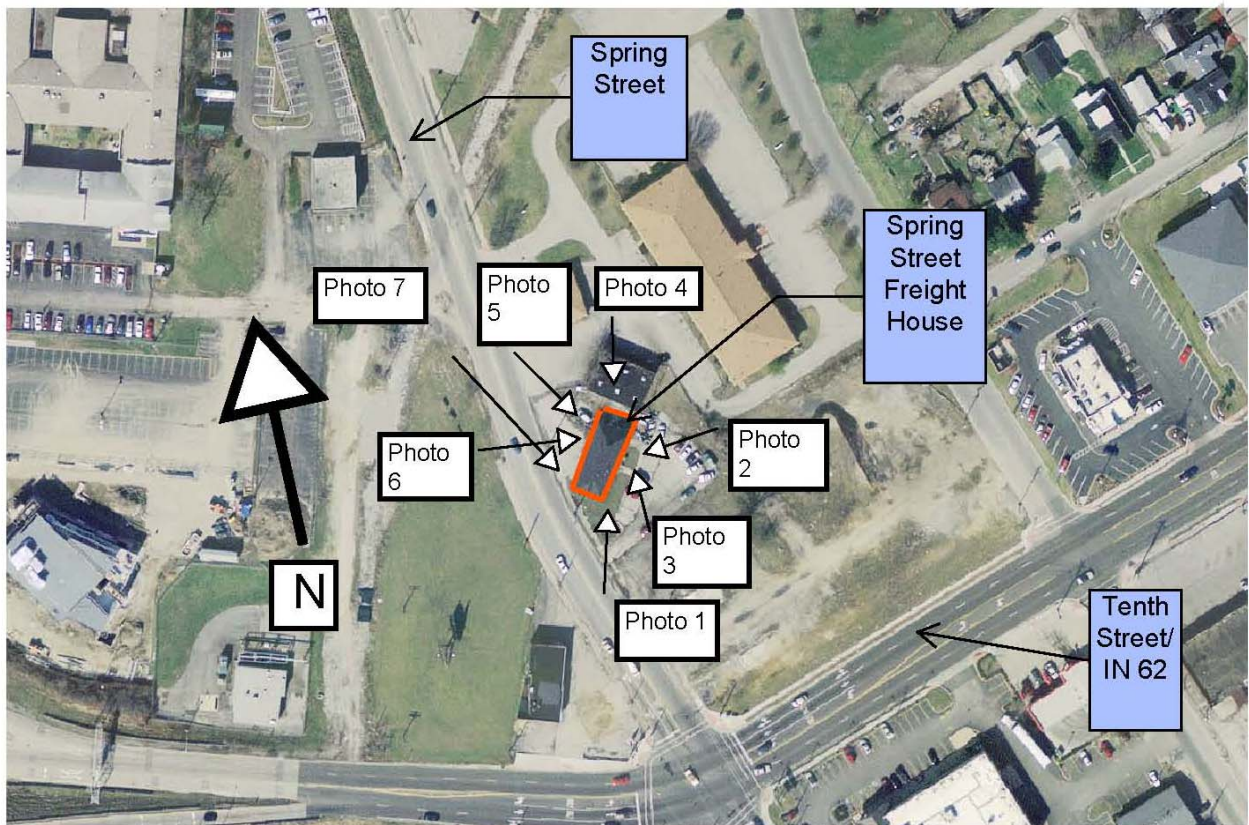 Spring
Street
Spring
Street
Freight
House
Photo 7
Photo
5
Photo 4
Photo
6
Photo
2
Photo
3
Photo 1
N
Tenth
Street/
IN 62